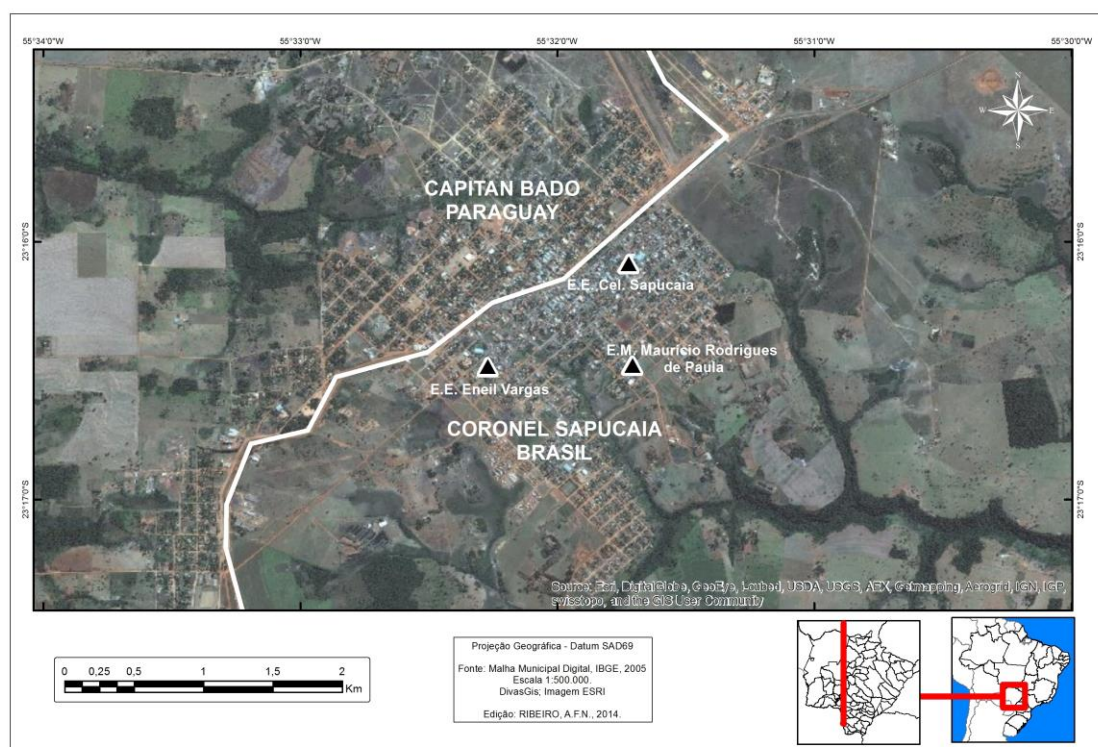 55°34'0"W
55°33'0"W
55°32'0"W
55°31'0"W
55°30'0"W
N
W E
S
CAPITAN BADO
PARAGUAY
23°16'0"S
23°16'0"S
E.E. Cel. Sapucaia
E.M. Mauricio Rodrigues
de Paula
E.E. Eneil Vargas
CORONEL SAPUCAIA
BRASIL
23°17'0"S
23°17'0"S
Source: Esri, DigitalGlobe, GeoEye, i-cubed, USDA, USGS, AEX, Getmapping, Aerogrid, IGN, IGP,
swisstopo, and the GIS User Community
0 0,25 0,5 1 1,5 2
Km
Projeção Geográfica - Datum SAD69
Fonte: Malha Municipal Digital, IBGE, 2005
Escala 1:500.000.
DivasGis; Imagem ESRI
Edição: RIBEIRO, A.F.N., 2014.